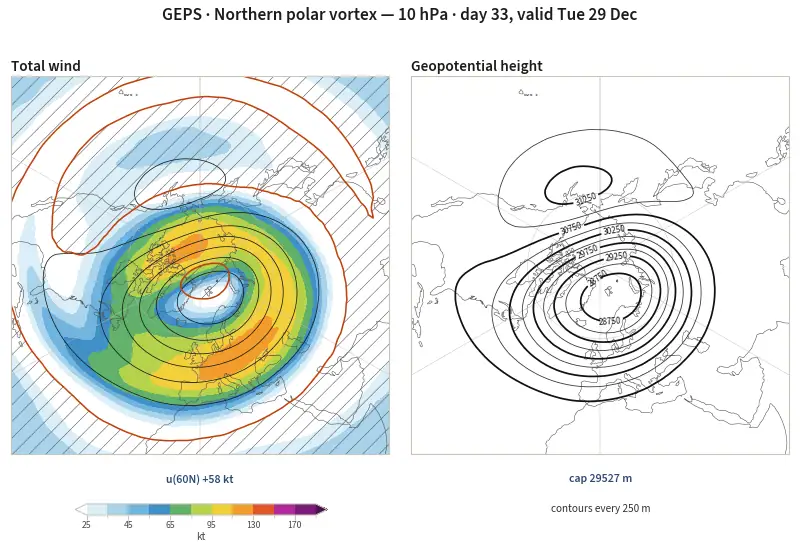 GEPS · Northern polar vortex — 10 hPa · day 33, valid Tue 29 Dec
Total wind
Geopotential height
31250
30750
30250
29750
29250
28750
28750
u(60N) +58 kt
cap 29527 m
contours every 250 m
25 45 65 95 130 170
kt